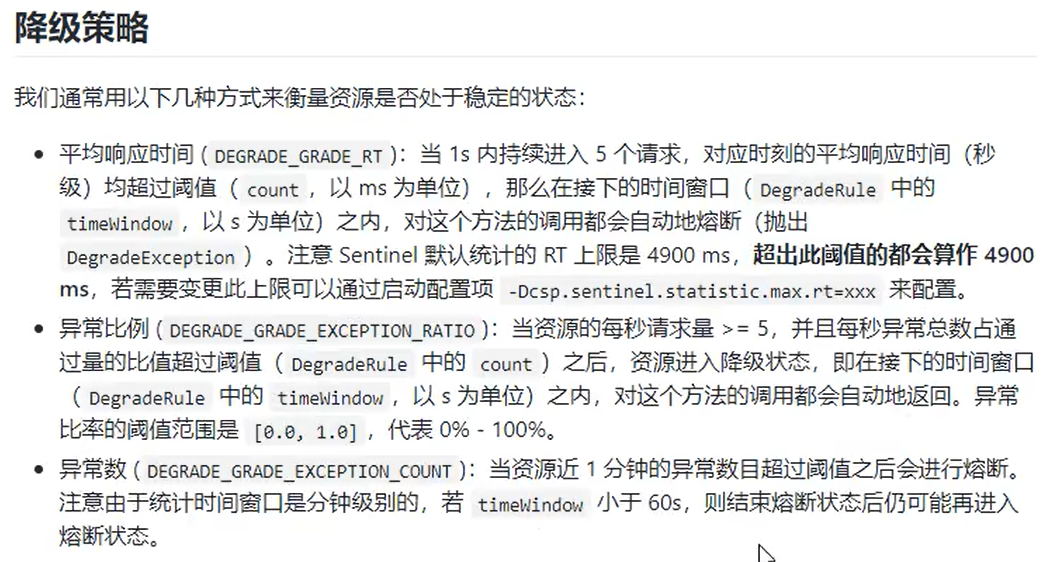 降级策略
我们通常用以下几种方式来衡量资源是否处于稳定的状态：
平均响应时间 ( DEGRADE_GRADE_RT )：当 1s 内持续进入 5 个请求，对应时刻的平均响应时间（秒
级）均超过阈值（ count ，以 ms 为单位），那么在接下的时间窗口（ DegradeRule 中的
timeWindow ，以 s 为单位）之内，对这个方法的调用都会自动地熔断（抛出
DegradeException ）。注意 Sentinel 默认统计的 RT 上限是 4900 ms，超出此阈值的都会算作 4900
ms，若需要变更此上限可以通过启动配置项 -Dcsp.sentinel.statistic.max.rt=xxx 来配置。
异常比例 ( DEGRADE_GRADE_EXCEPTION_RATIO )：当资源的每秒请求量 >= 5，并且每秒异常总数占通
过量的比值超过阈值（ DegradeRule 中的 count ）之后，资源进入降级状态，即在接下的时间窗口
（ DegradeRule 中的 timeWindow ，以 s 为单位）之内，对这个方法的调用都会自动地返回。异常
比率的阈值范围是 [0.0, 1.0] ，代表 0% - 100%。
异常数 ( DEGRADE_GRADE_EXCEPTION_COUNT )：当资源近 1 分钟的异常数目超过阈值之后会进行熔断。
注意由于统计时间窗口是分钟级别的，若 timeWindow 小于 60s，则结束熔断状态后仍可能再进入
熔断状态。